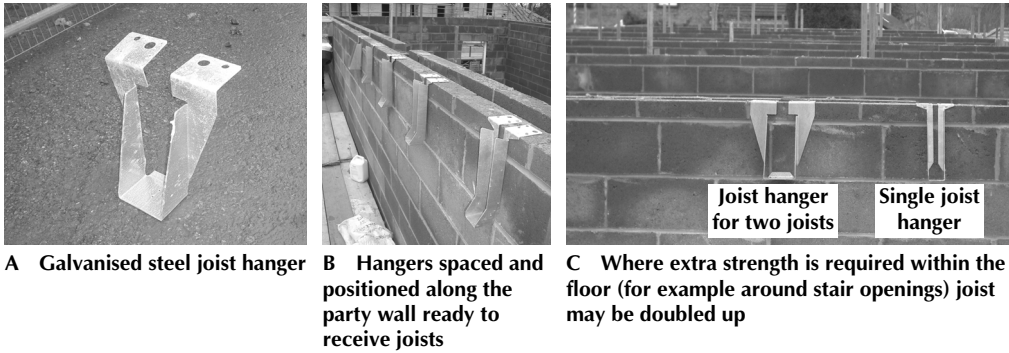 Joist hanger
for two joists
Single joist
hanger
A Galvanised steel joist hanger
B Hangers spaced and
positioned along the
party wall ready to
receive joists
C Where extra strength is required within the
floor (for example around stair openings) joist
may be doubled up